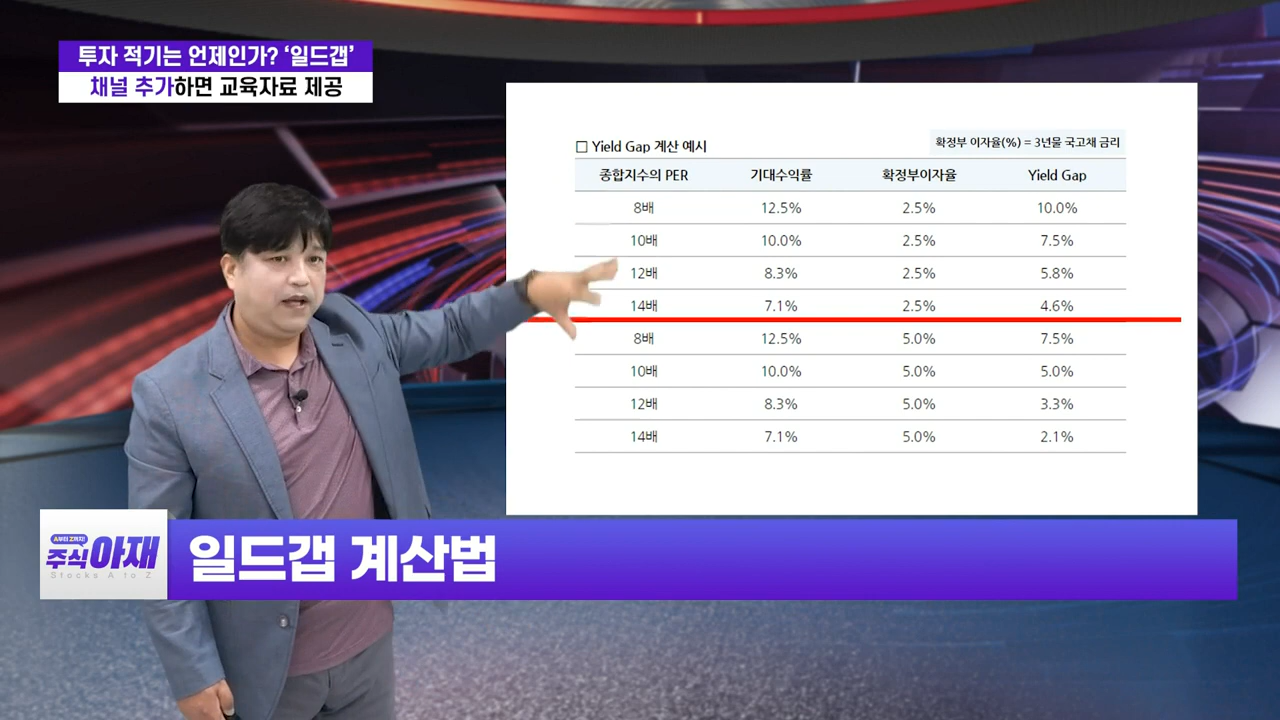 투자 적기는 언제인가? ‘일드갭’
채널 추가하면 교육자료 제공
□ Yield Gap 계산 예시
확정부 이자율(%) = 3년물 국고채 금리
종합지수의 PER 기대수익률 확정부이자율 Yield Gap
8배 12.5% 2.5% 10.0%
10배 10.0% 2.5% 7.5%
12배 8.3% 2.5% 5.8%
14배 7.1% 2.5% 4.6%
8배 12.5% 5.0% 7.5%
10배 10.0% 5.0% 5.0%
12배 8.3% 5.0% 3.3%
14배 7.1% 5.0% 2.1%
A부터 Z까지!
주식아재
Stocks A to Z
일드갭 계산법